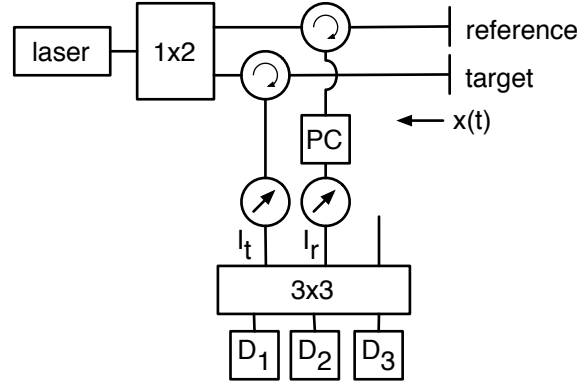 laser
1x2
reference
target
x(t)
PC
I_t
I_r
3x3
D_1
D_2
D_3